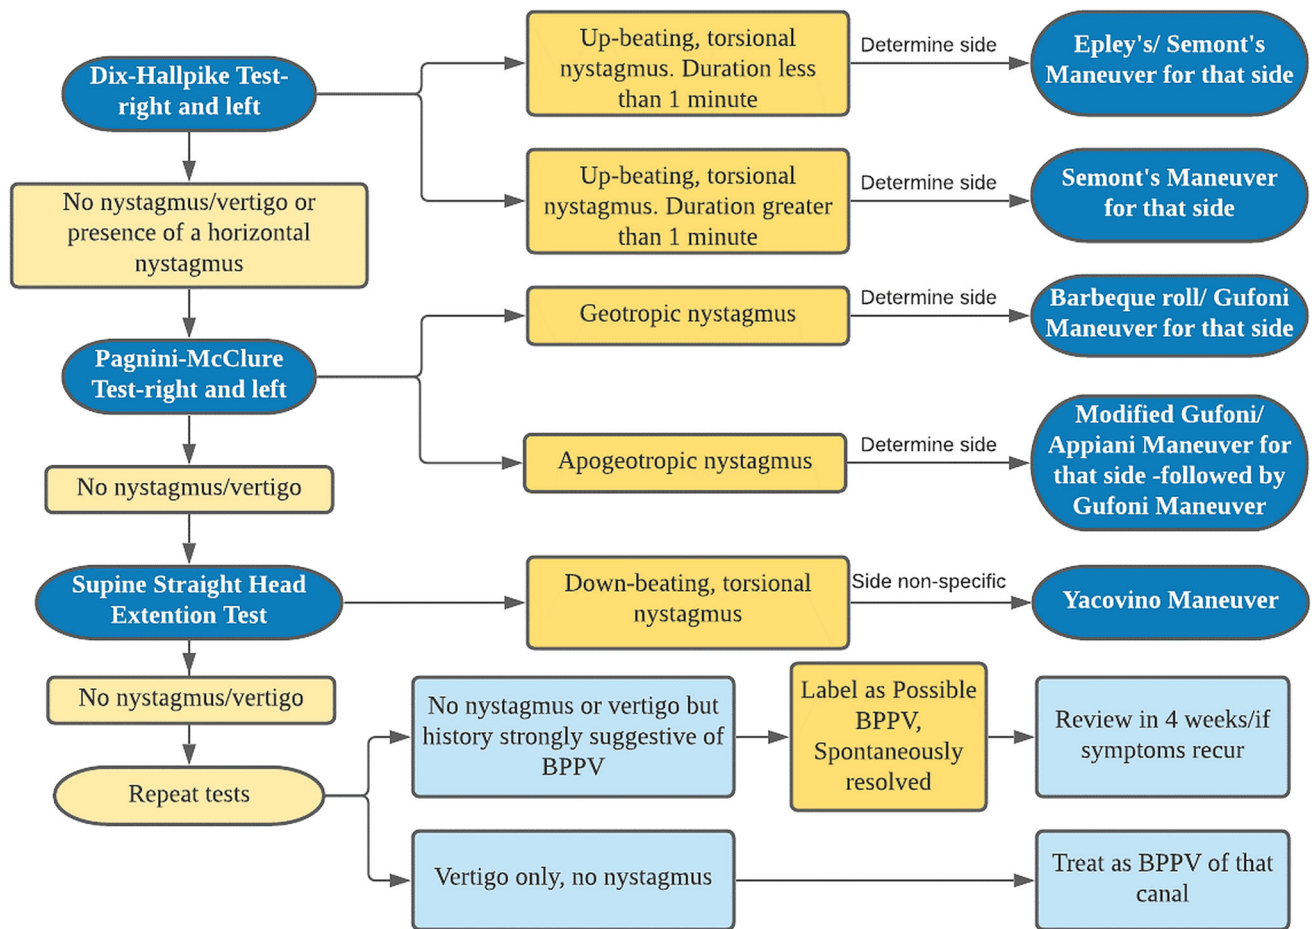 Dix-Hallpike Test-
right and left
Up-beating, torsional
nystagmus. Duration less
than 1 minute
Determine side
Epley's/ Semont's
Maneuver for that side
Up-beating, torsional
nystagmus. Duration greater
than 1 minute
Determine side
Semont's Maneuver
for that side
No nystagmus/vertigo or
presence of a horizontal
nystagmus
Pagnini-McClure
Test-right and left
Geotropic nystagmus
Determine side
Barbeque roll/ Gufoni
Maneuver for that side
Apogeotropic nystagmus
Determine side
Modified Gufoni/
Appiani Maneuver for
that side -followed by
Gufoni Maneuver
No nystagmus/vertigo
Supine Straight Head
Extention Test
Down-beating, torsional
nystagmus
Side non-specific
Yacovino Maneuver
No nystagmus/vertigo
Repeat tests
No nystagmus or vertigo but
history strongly suggestive of
BPPV
Label as Possible
BPPV,
Spontaneously
resolved
Review in 4 weeks/if
symptoms recur
Vertigo only, no nystagmus
Treat as BPPV of that
canal